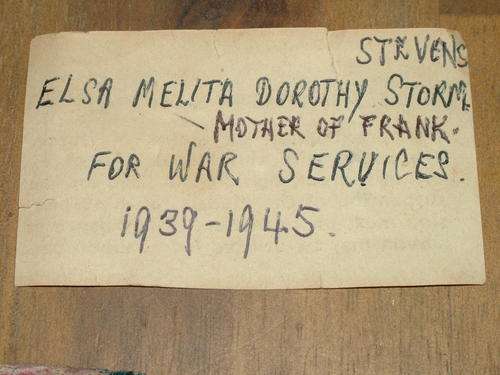 STEVENS
ELSA MELITA DOROTHY STORM
MOTHER OF FRANK.
FOR WAR SERVICES.
1939-1945.